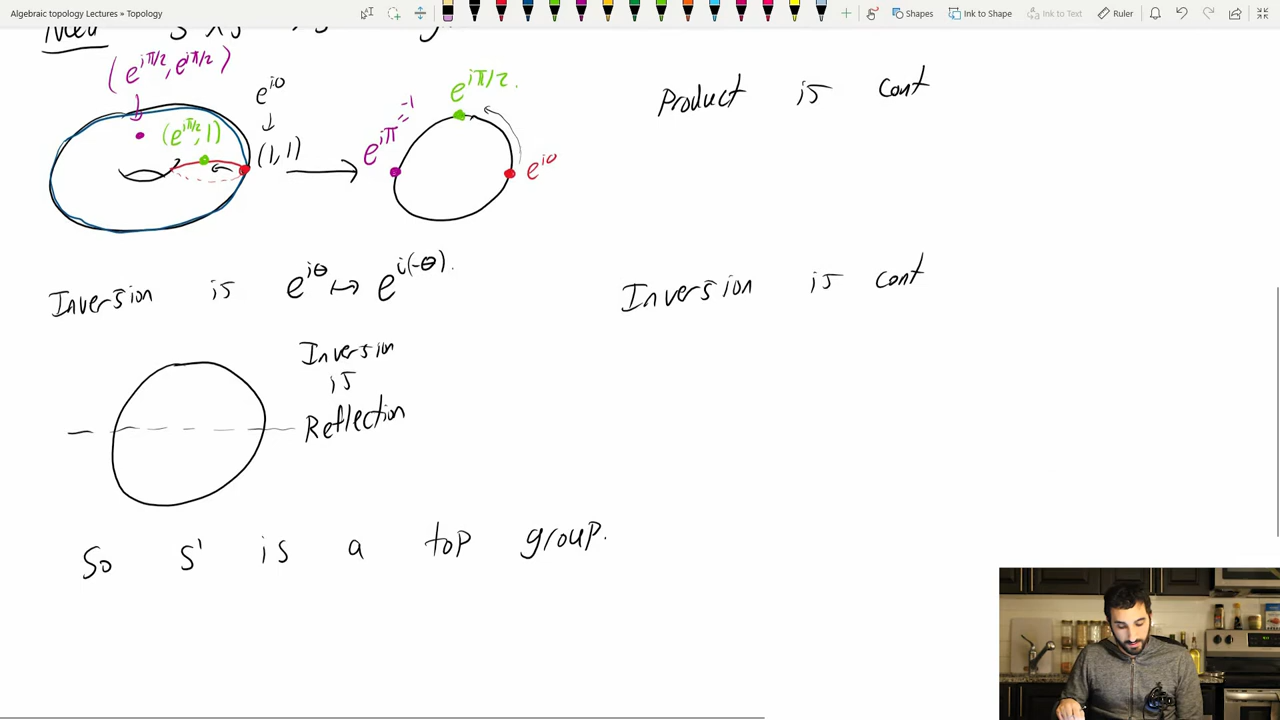 Algebraic topology Lectures » Topology
Shapes
Ink to Shape
Ink to Text
Ruler
(e^{iπ/2}, e^{iπ/2})
e^{i0}
(e^{iπ/2}, 1)
(1, 1)
e^{iπ/2}.
e^{iπ} = -1
e^{i0}
Product is cont
Inversion is e^{iθ} ↦ e^{i(-θ)}.
Inversion is cont
Inversion
is
Reflection
So S¹ is a top group.